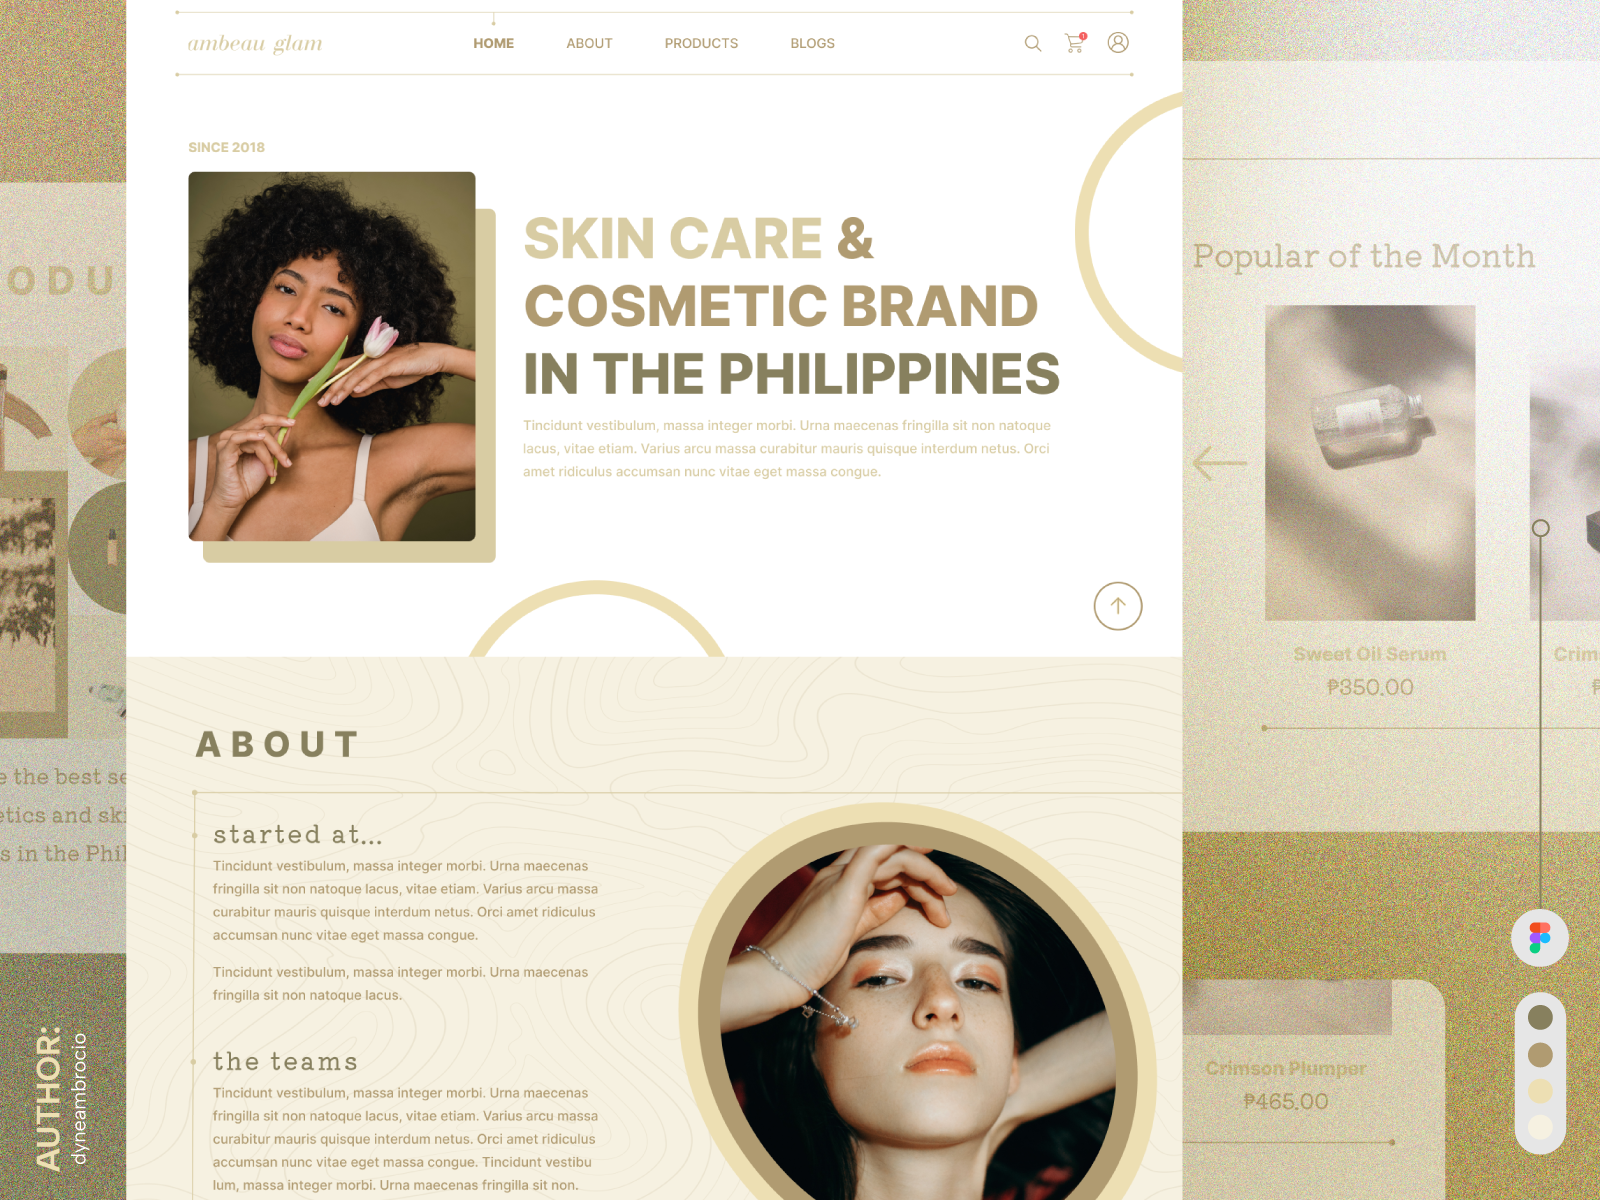 ambeau glam
HOME
ABOUT
PRODUCTS
BLOGS
1
SINCE 2018
SKIN CARE &
COSMETIC BRAND
IN THE PHILIPPINES
Tincidunt vestibulum, massa integer morbi. Urna maecenas fringilla sit non natoque
lacus, vitae etiam. Varius arcu massa curabitur mauris quisque interdum netus. Orci
amet ridiculus accumsan nunc vitae eget massa congue.
ABOUT
started at...
Tincidunt vestibulum, massa integer morbi. Urna maecenas
fringilla sit non natoque lacus, vitae etiam. Varius arcu massa
curabitur mauris quisque interdum netus. Orci amet ridiculus
accumsan nunc vitae eget massa congue.
Tincidunt vestibulum, massa integer morbi. Urna maecenas
fringilla sit non natoque lacus.
the teams
Tincidunt vestibulum, massa integer morbi. Urna maecenas
fringilla sit non natoque lacus, vitae etiam. Varius arcu massa
curabitur mauris quisque interdum netus. Orci amet ridiculus
accumsan nunc vitae eget massa congue. Tincidunt vestibu
lum, massa integer morbi. Urna maecenas fringilla sit non.
ODU
e the best se
etics and ski
s in the Phil
AUTHOR:
dyneambrocio
Popular of the Month
Sweet Oil Serum
₱350.00
Crim
₱
Crimson Plumper
₱465.00